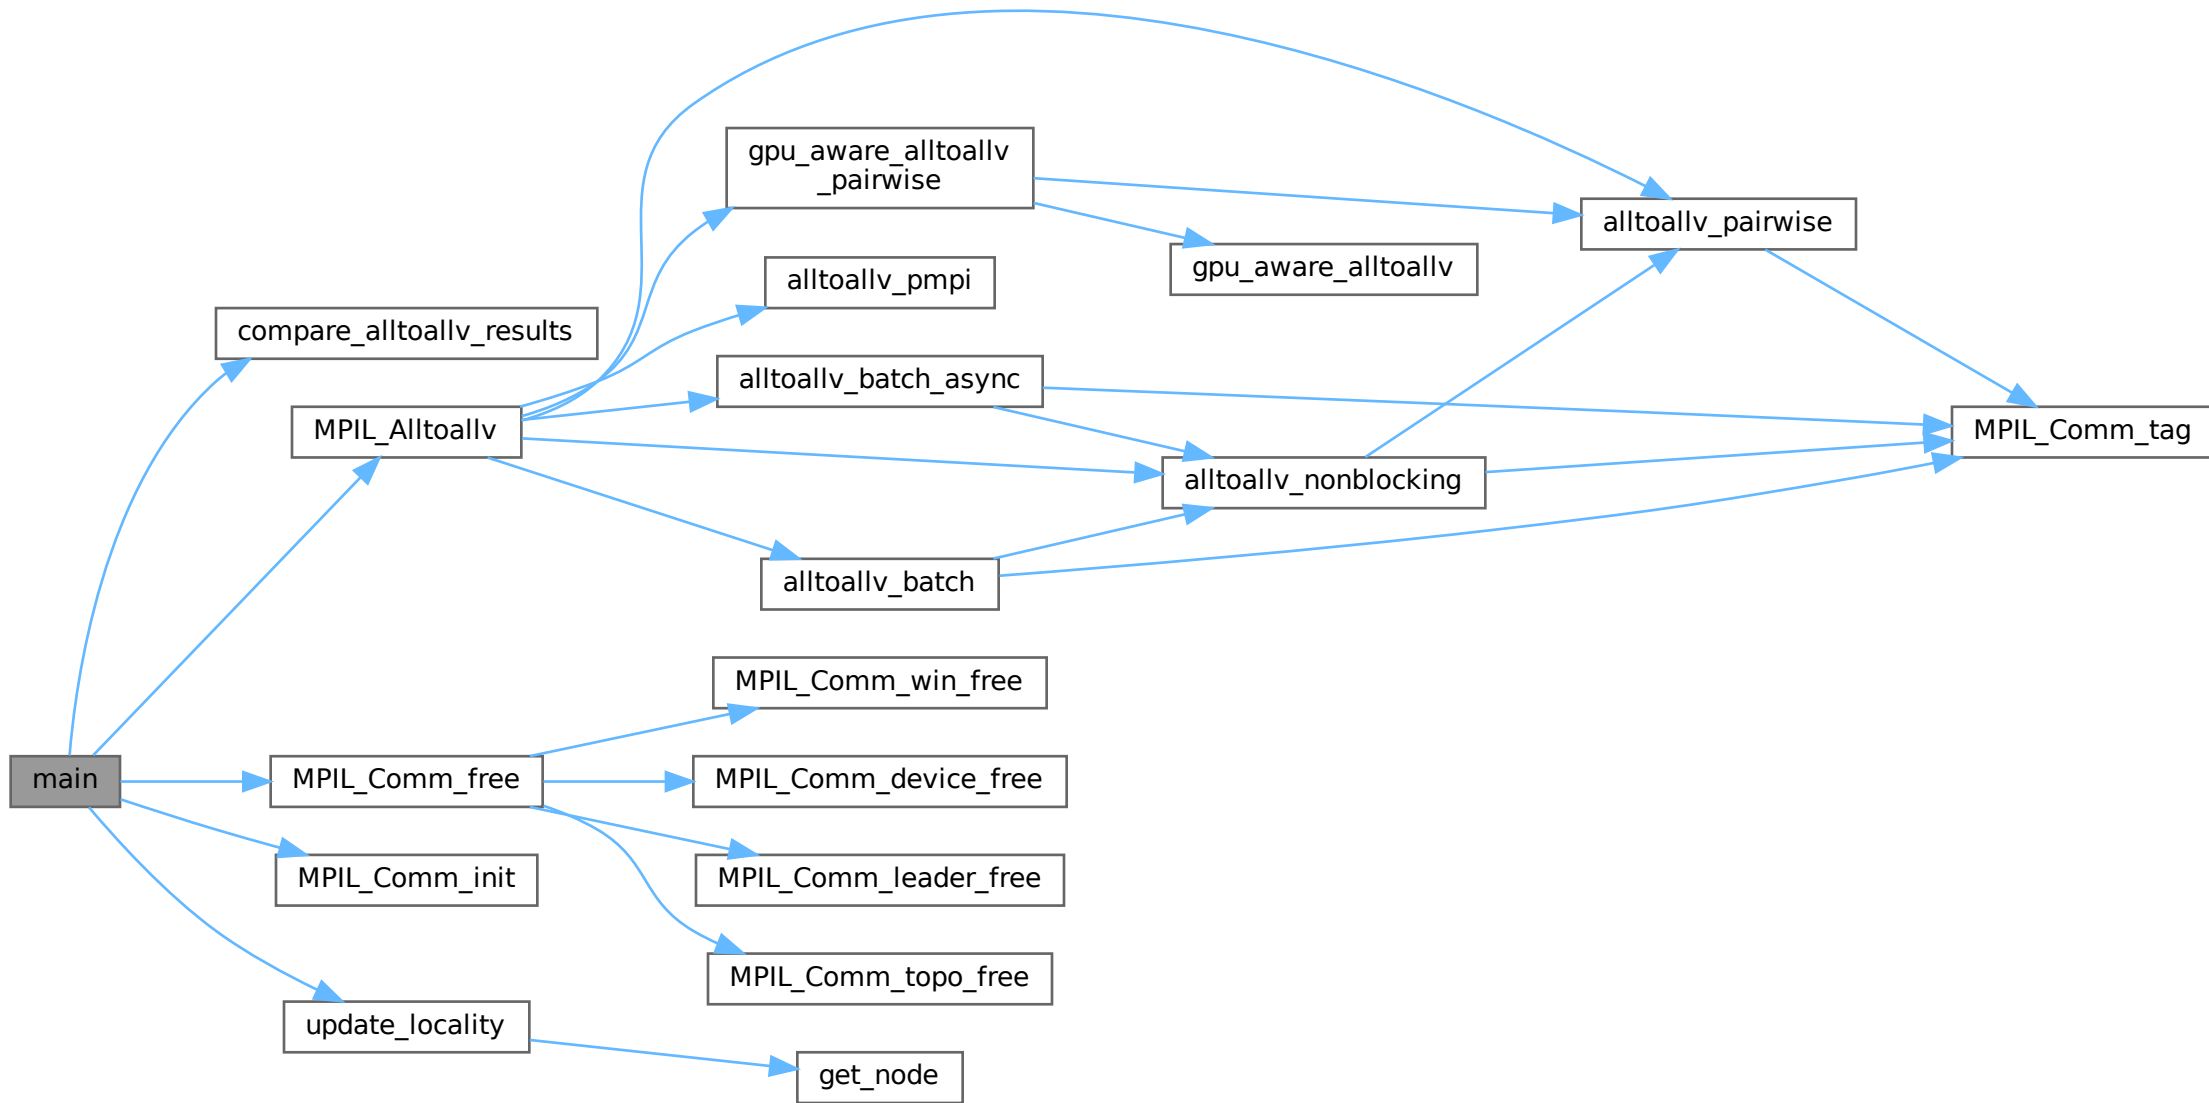 gpu_aware_alltoallv
_pairwise
alltoallv_pairwise
gpu_aware_alltoallv
alltoallv_pmpi
compare_alltoallv_results
alltoallv_batch_async
MPIL_Alltoallv
MPIL_Comm_tag
alltoallv_nonblocking
alltoallv_batch
MPIL_Comm_win_free
main
MPIL_Comm_free
MPIL_Comm_device_free
MPIL_Comm_init
MPIL_Comm_leader_free
MPIL_Comm_topo_free
update_locality
get_node